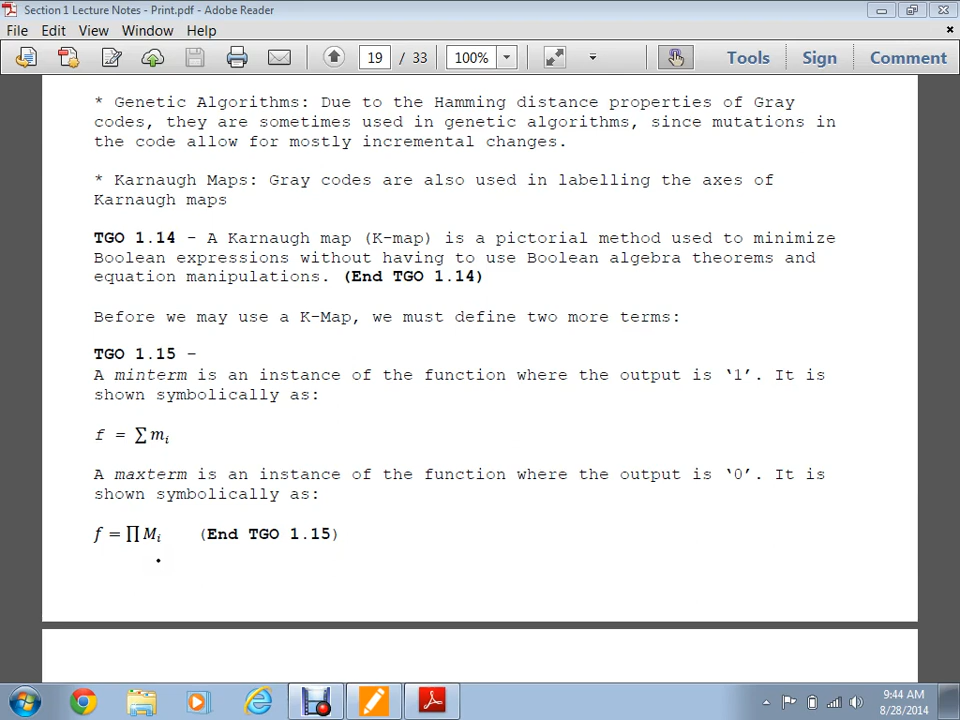 Section 1 Lecture Notes - Print.pdf - Adobe Reader
File Edit View Window Help
19 / 33 100% Tools Sign Comment
* Genetic Algorithms: Due to the Hamming distance properties of Gray
codes, they are sometimes used in genetic algorithms, since mutations in
the code allow for mostly incremental changes.
* Karnaugh Maps: Gray codes are also used in labelling the axes of
Karnaugh maps
TGO 1.14 - A Karnaugh map (K-map) is a pictorial method used to minimize
Boolean expressions without having to use Boolean algebra theorems and
equation manipulations. (End TGO 1.14)
Before we may use a K-Map, we must define two more terms:
TGO 1.15 –
A minterm is an instance of the function where the output is ‘1’. It is
shown symbolically as:
f = ∑ mᵢ
A maxterm is an instance of the function where the output is ‘0’. It is
shown symbolically as:
f = ∏ Mᵢ (End TGO 1.15)
9:44 AM
8/28/2014